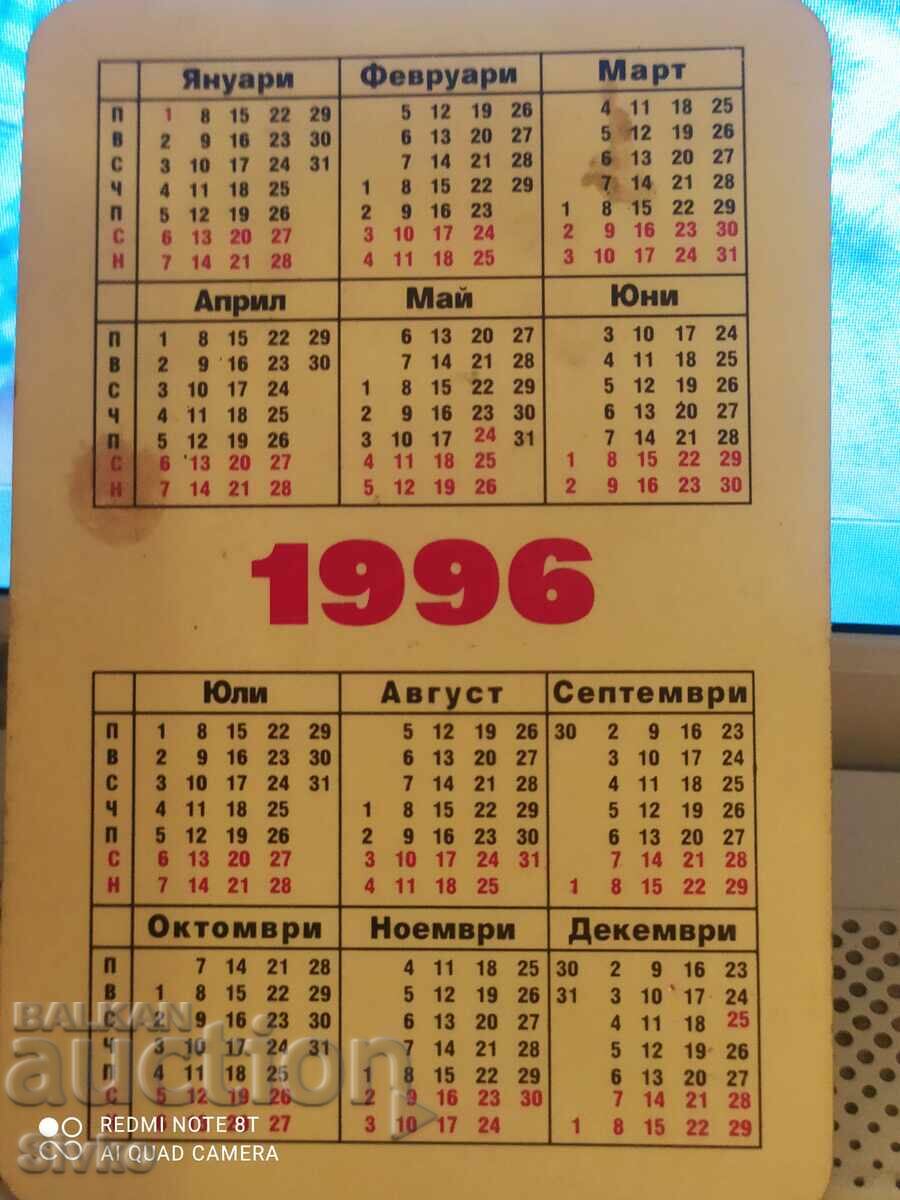 Януари Февруари Март
П 1 8 15 22 29 5 12 19 26 4 11 18 25
В 2 9 16 23 30 6 13 20 27 5 12 19 26
С 3 10 17 24 31 7 14 21 28 6 13 20 27
Ч 4 11 18 25 1 8 15 22 29 7 14 21 28
П 5 12 19 26 2 9 16 23 1 8 15 22 29
С 6 13 20 27 3 10 17 24 2 9 16 23 30
Н 7 14 21 28 4 11 18 25 3 10 17 24 31
Април Май Юни
П 1 8 15 22 29 6 13 20 27 3 10 17 24
В 2 9 16 23 30 7 14 21 28 4 11 18 25
С 3 10 17 24 1 8 15 22 29 5 12 19 26
Ч 4 11 18 25 2 9 16 23 30 6 13 20 27
П 5 12 19 26 3 10 17 24 31 7 14 21 28
С 6 13 20 27 4 11 18 25 1 8 15 22 29
Н 7 14 21 28 5 12 19 26 2 9 16 23 30
1996
Юли Август Септември
П 1 8 15 22 29 5 12 19 26 30 2 9 16 23
В 2 9 16 23 30 6 13 20 27 3 10 17 24
С 3 10 17 24 31 7 14 21 28 4 11 18 25
Ч 4 11 18 25 1 8 15 22 29 5 12 19 26
П 5 12 19 26 2 9 16 23 30 6 13 20 27
С 6 13 20 27 3 10 17 24 31 7 14 21 28
Н 7 14 21 28 4 11 18 25 1 8 15 22 29
Октомври Ноември Декември
П 7 14 21 28 4 11 18 25 30 2 9 16 23
В 1 8 15 22 29 5 12 19 26 31 3 10 17 24
С 2 9 16 23 30 6 13 20 27 4 11 18 25
Ч 3 10 17 24 31 7 14 21 28 5 12 19 26
П 4 11 18 25 1 8 15 22 29 6 13 20 27
С 5 12 19 26 2 9 16 23 30 7 14 21 28
27 3 10 17 24 1 8 15 22 29
BALKAN
auction
REDMI NOTE 8T
AI QUAD CAMERA
Sivko